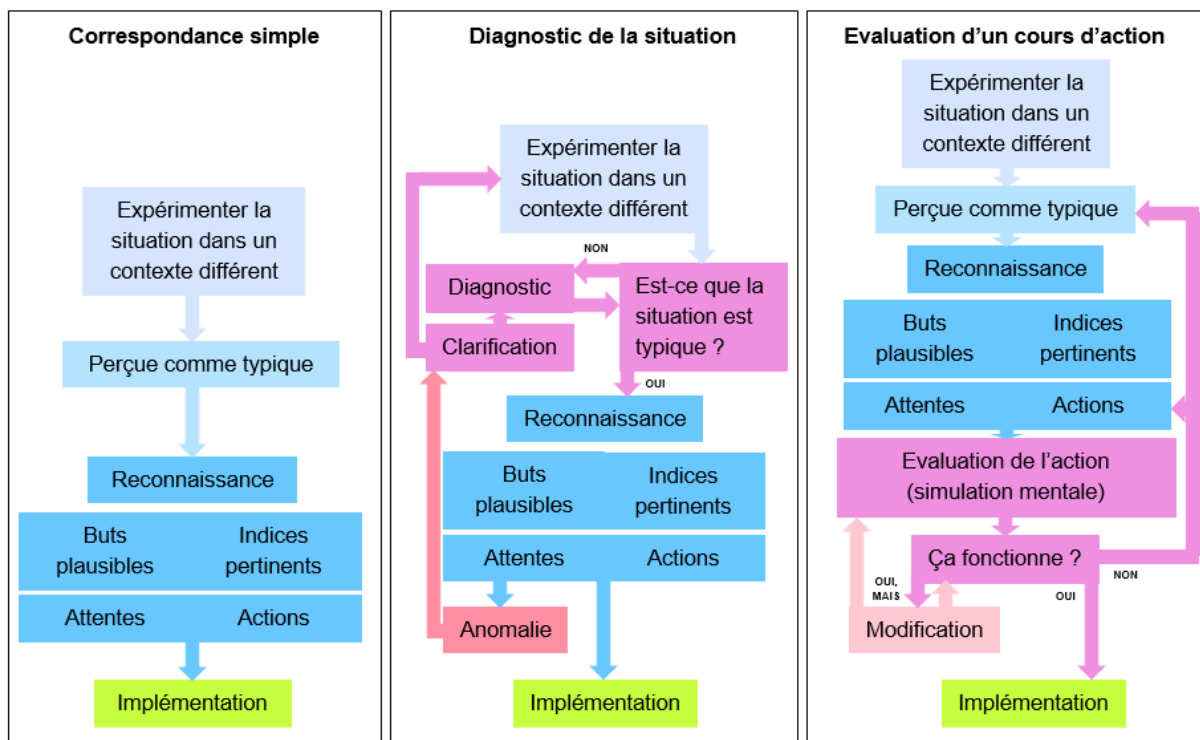 Correspondance simple
Expérimenter la
situation dans un
contexte différent
Perçue comme typique
Reconnaissance
Buts
plausibles
Indices
pertinents
Attentes
Actions
Implémentation
Diagnostic de la situation
Expérimenter la
situation dans un
contexte différent
NON
Diagnostic
Est-ce que la
situation est
typique ?
Clarification
OUI
Reconnaissance
Buts
plausibles
Indices
pertinents
Attentes
Actions
Anomalie
Implémentation
Evaluation d’un cours d’action
Expérimenter la
situation dans un
contexte différent
Perçue comme typique
Reconnaissance
Buts
plausibles
Indices
pertinents
Attentes
Actions
Evaluation de l’action
(simulation mentale)
Ça fonctionne ?
NON
OUI,
MAIS
OUI
Modification
Implémentation